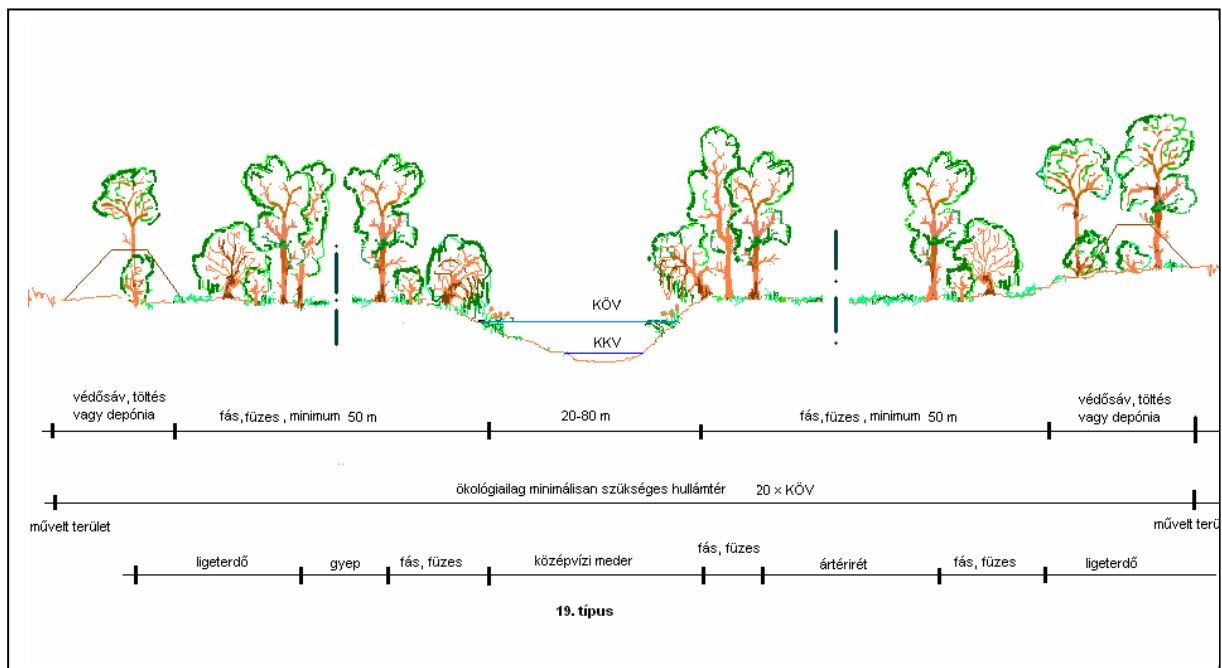 KÖV
KKV
védősáv, töltés
vagy depónia
fás, füzes, minimum 50 m
20-80 m
fás, füzes, minimum 50 m
védősáv, töltés
vagy depónia
ökológiailag minimálisan szükséges hullámtér 20 × KÖV
művelt terület
művelt terü
ligeterdő
gyep
fás, füzes
középvízi meder
fás, füzes
ártérirét
fás, füzes
ligeterdő
19. típus